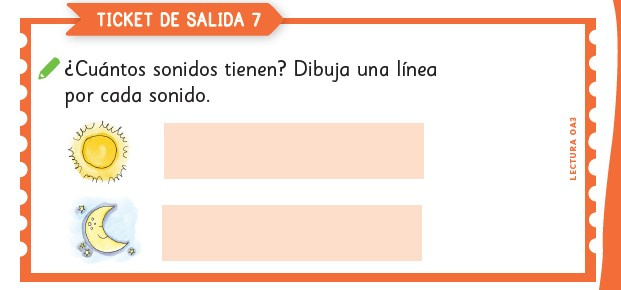 TICKET DE SALIDA 7
¿Cuántos sonidos tienen? Dibuja una línea
por cada sonido.
LECTURA OA3